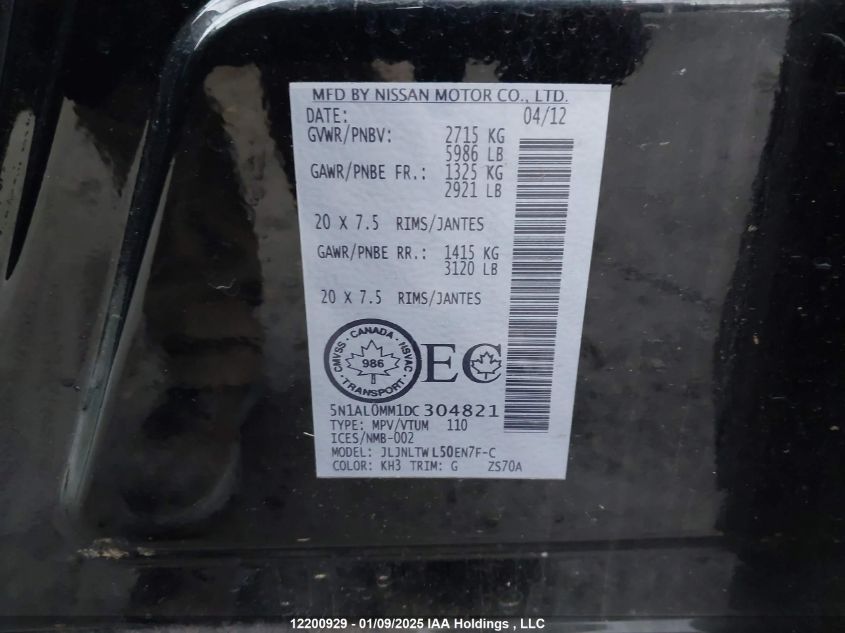 MFD BY NISSAN MOTOR CO., LTD.
DATE: 04/12
GVWR/PNBV: 2715 KG
5986 LB
GAWR/PNBE FR.: 1325 KG
2921 LB
20 X 7.5 RIMS/JANTES
GAWR/PNBE RR.: 1415 KG
3120 LB
20 X 7.5 RIMS/JANTES
CMVSS · CANADA · NSVAC
986
TRANSPORT
EC
5N1AL0MM1DC304821
TYPE: MPV/VTUM 110
ICES/NMB-002
MODEL: JLJNLTWL50EN7F-C
COLOR: KH3 TRIM: G ZS70A
12200929 - 01/09/2025 IAA Holdings , LLC